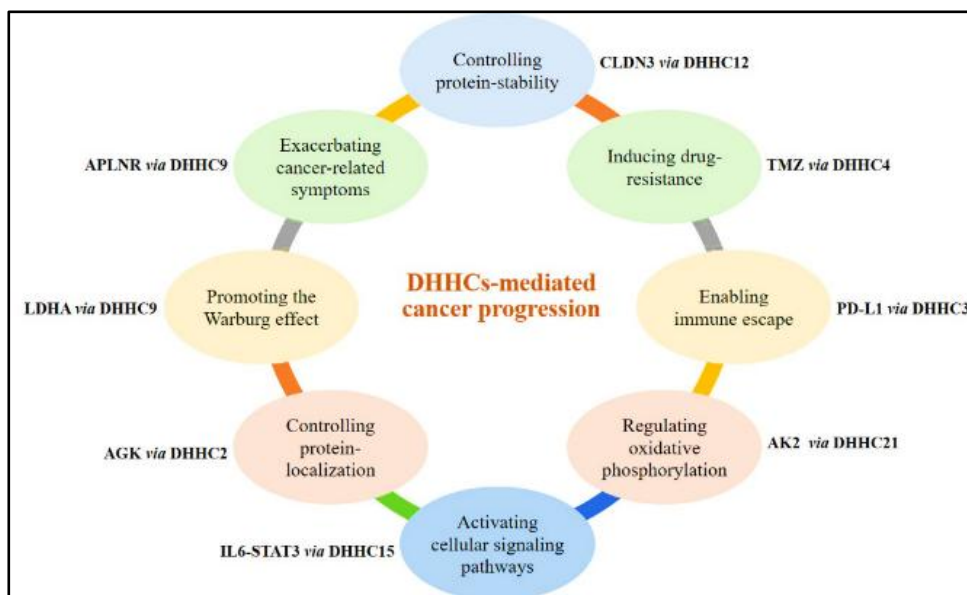 Controlling
protein-stability
CLDN3 via DHHC12
Exacerbating
cancer-related
symptoms
APLNR via DHHC9
Inducing drug-
resistance
TMZ via DHHC4
DHHCs-mediated
cancer progression
Promoting the
Warburg effect
LDHA via DHHC9
Enabling
immune escape
PD-L1 via DHHC3
Controlling
protein-
localization
AGK via DHHC2
Regulating
oxidative
phosphorylation
AK2 via DHHC21
Activating
cellular signaling
pathways
IL6-STAT3 via DHHC15